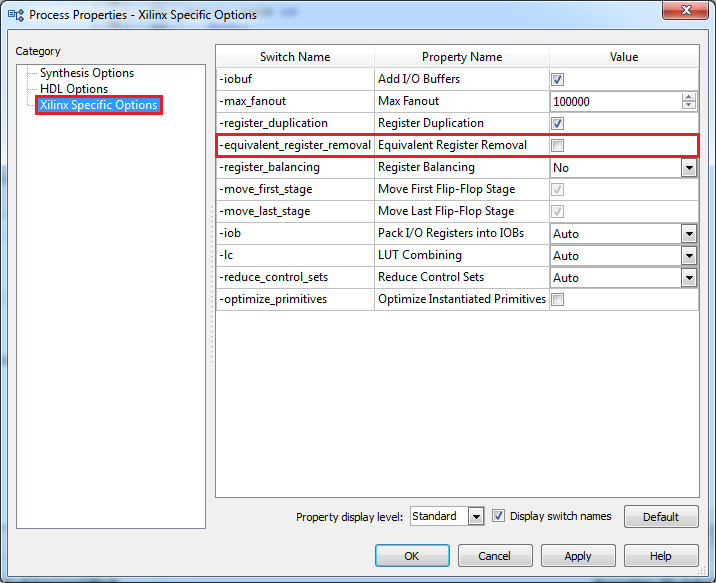 Process Properties - Xilinx Specific Options
Category
Synthesis Options
HDL Options
Xilinx Specific Options
Switch Name Property Name Value
-iobuf Add I/O Buffers
-max_fanout Max Fanout 100000
-register_duplication Register Duplication
-equivalent_register_removal Equivalent Register Removal
-register_balancing Register Balancing No
-move_first_stage Move First Flip-Flop Stage
-move_last_stage Move Last Flip-Flop Stage
-iob Pack I/O Registers into IOBs Auto
-lc LUT Combining Auto
-reduce_control_sets Reduce Control Sets Auto
-optimize_primitives Optimize Instantiated Primitives
Property display level: Standard Display switch names Default
OK Cancel Apply Help